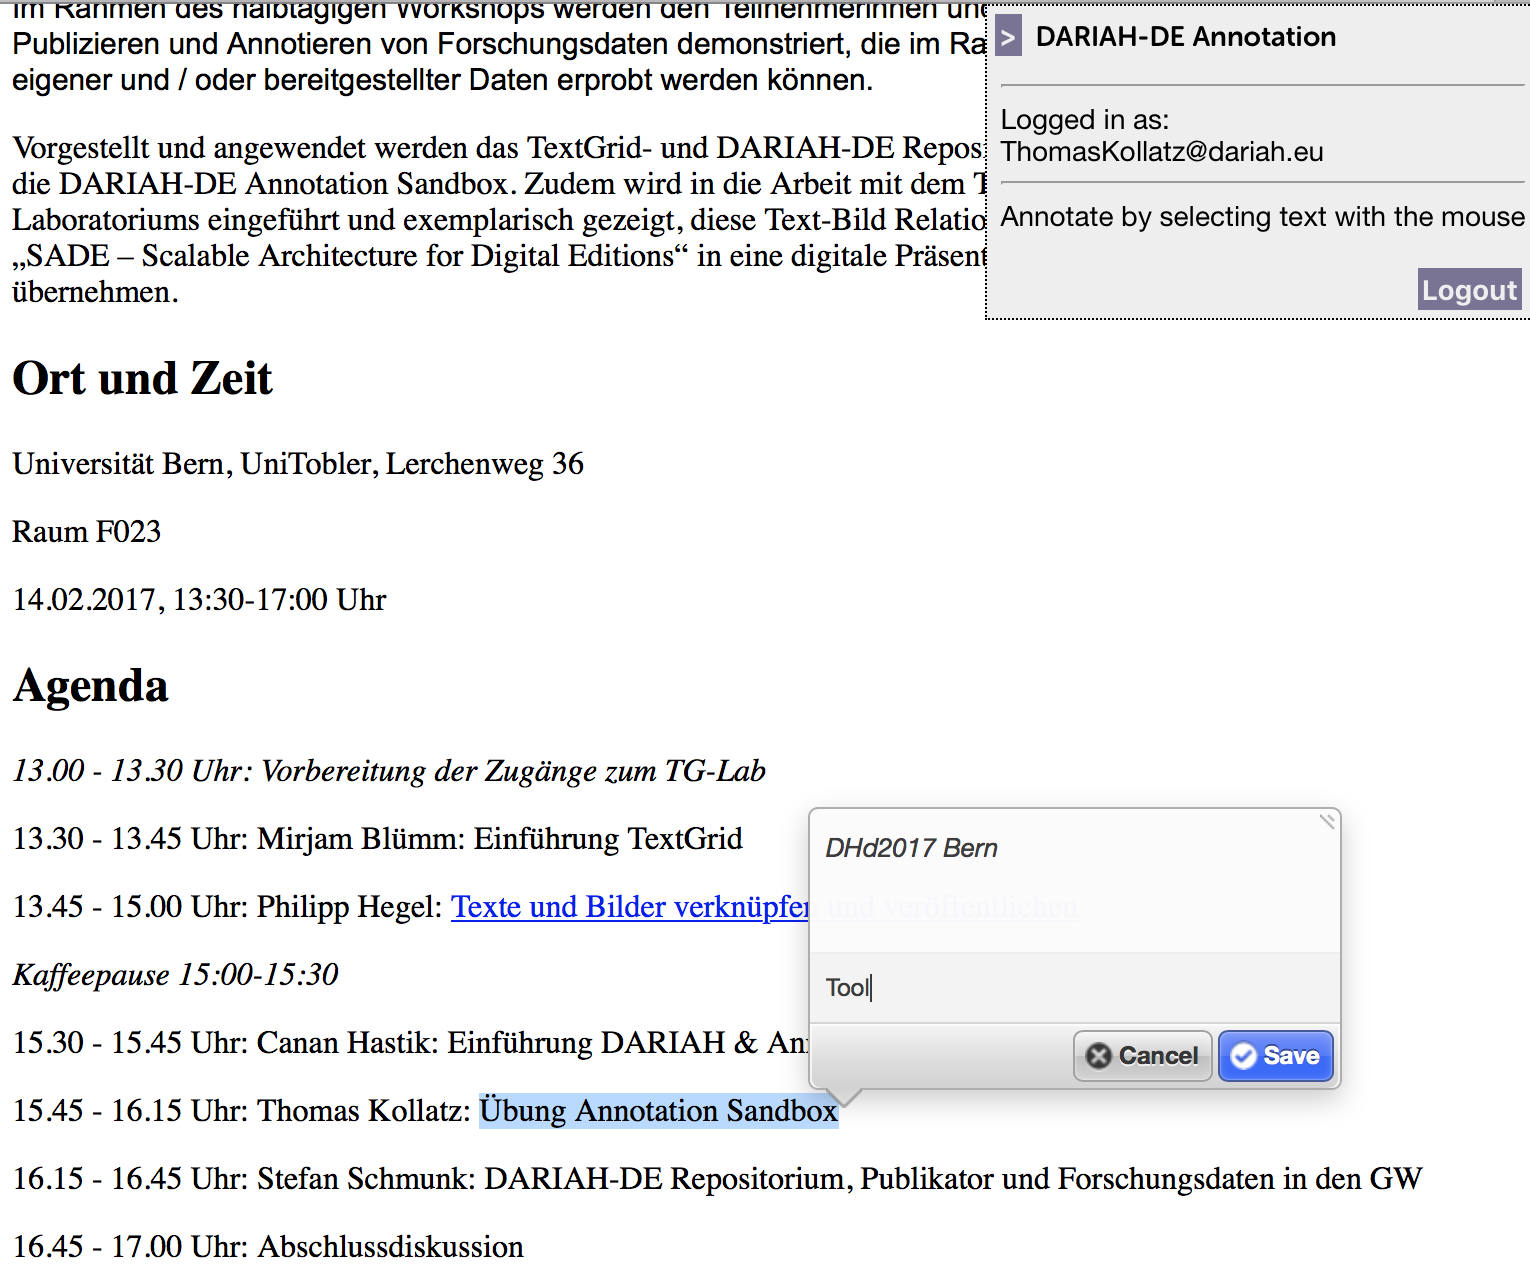 Im Rahmen des halbtägigen Workshops werden den Teilnehmerinnen und
Publizieren und Annotieren von Forschungsdaten demonstriert, die im Ra
eigener und / oder bereitgestellter Daten erprobt werden können.
Vorgestellt und angewendet werden das TextGrid- und DARIAH-DE Repos
die DARIAH-DE Annotation Sandbox. Zudem wird in die Arbeit mit dem T
Laboratoriums eingeführt und exemplarisch gezeigt, diese Text-Bild Relatio
„SADE – Scalable Architecture for Digital Editions“ in eine digitale Präsent
übernehmen.
> DARIAH-DE Annotation
Logged in as:
ThomasKollatz@dariah.eu
Annotate by selecting text with the mouse
Logout
Ort und Zeit
Universität Bern, UniTobler, Lerchenweg 36
Raum F023
14.02.2017, 13:30-17:00 Uhr
Agenda
13.00 - 13.30 Uhr: Vorbereitung der Zugänge zum TG-Lab
13.30 - 13.45 Uhr: Mirjam Blümm: Einführung TextGrid
13.45 - 15.00 Uhr: Philipp Hegel: Texte und Bilder verknüpfen und veröffentlichen
Kaffeepause 15:00-15:30
15.30 - 15.45 Uhr: Canan Hastik: Einführung DARIAH & An
15.45 - 16.15 Uhr: Thomas Kollatz: Übung Annotation Sandbox
16.15 - 16.45 Uhr: Stefan Schmunk: DARIAH-DE Repositorium, Publikator und Forschungsdaten in den GW
16.45 - 17.00 Uhr: Abschlussdiskussion
DHd2017 Bern
Tool
Cancel
Save